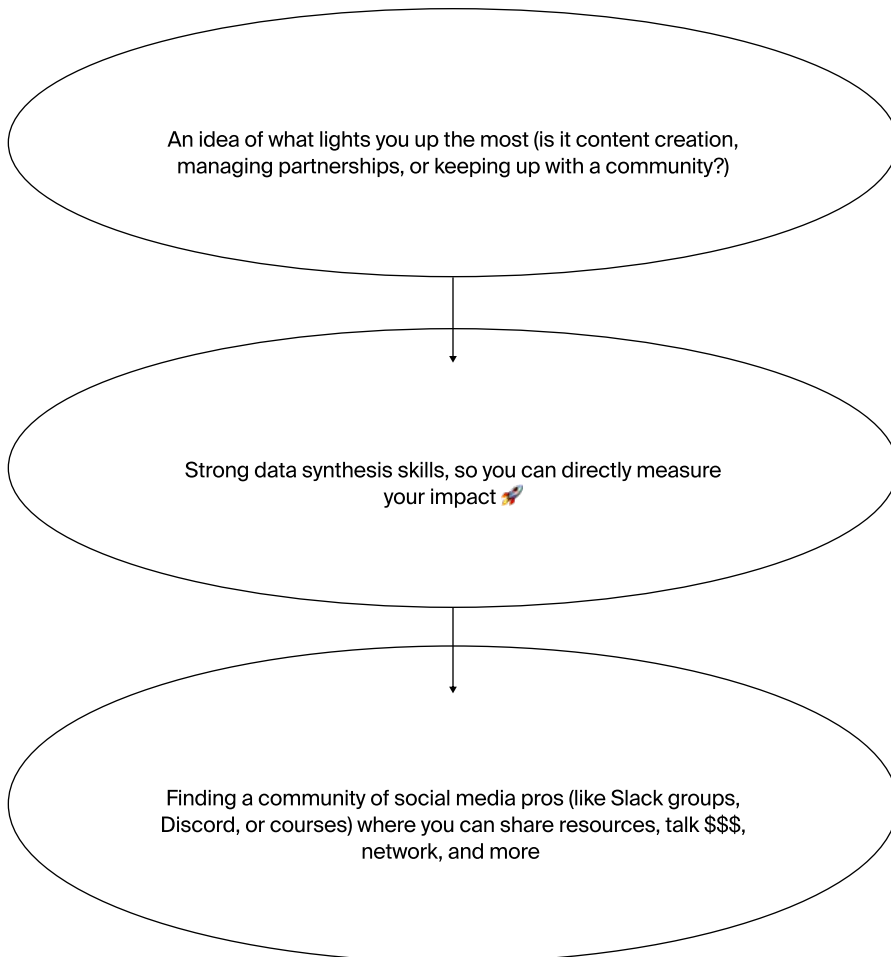 An idea of what lights you up the most (is it content creation,
managing partnerships, or keeping up with a community?)
Strong data synthesis skills, so you can directly measure
your impact 🚀
Finding a community of social media pros (like Slack groups,
Discord, or courses) where you can share resources, talk $$$,
network, and more